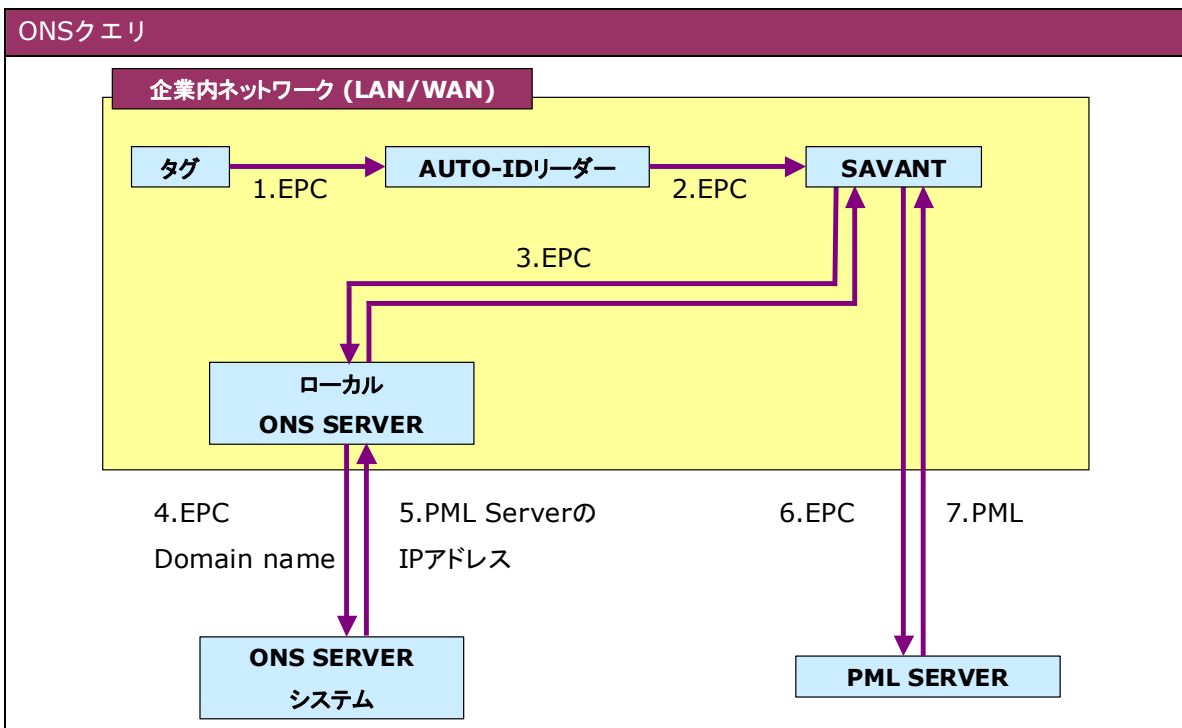 ONSクエリ
企業内ネットワーク (LAN/WAN)
タグ
AUTO-IDリーダー
SAVANT
1.EPC
2.EPC
3.EPC
ローカル
ONS SERVER
4.EPC
Domain name
5.PML Serverの
IPアドレス
6.EPC
7.PML
ONS SERVER
システム
PML SERVER